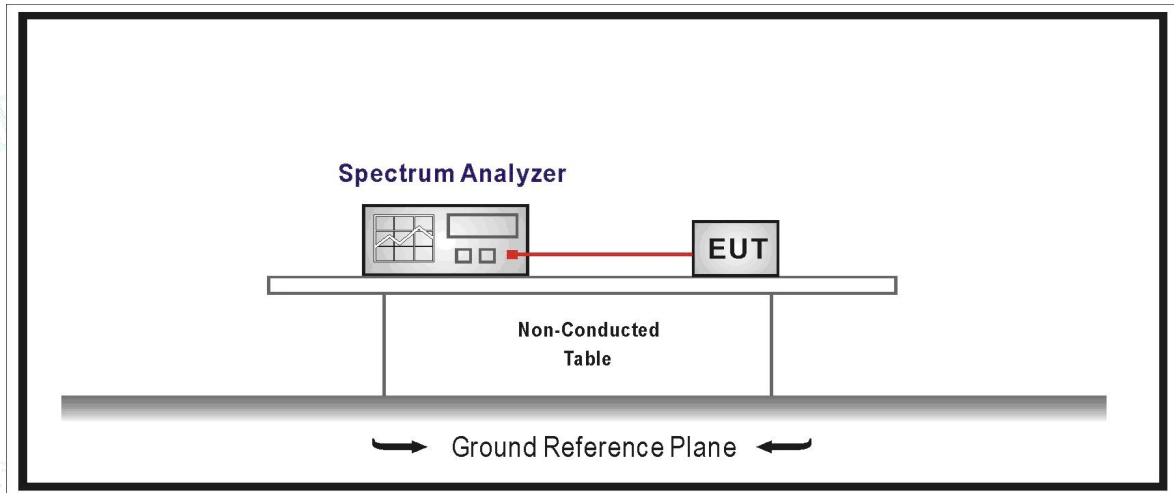 Spectrum Analyzer
EUT
Non-Conducted
Table
Ground Reference Plane